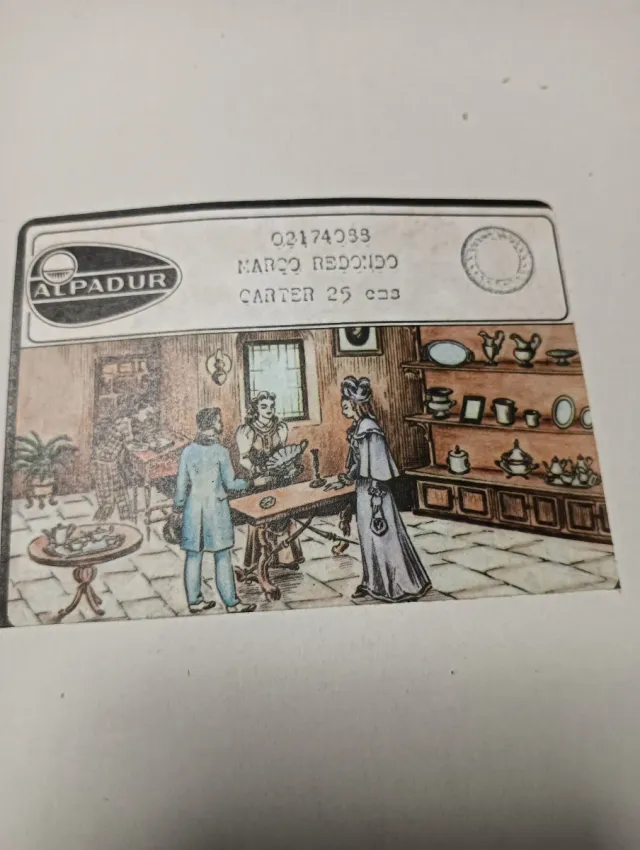 ALPADUR
02174088
MARÇO REDONDO
CARTER 25 cms